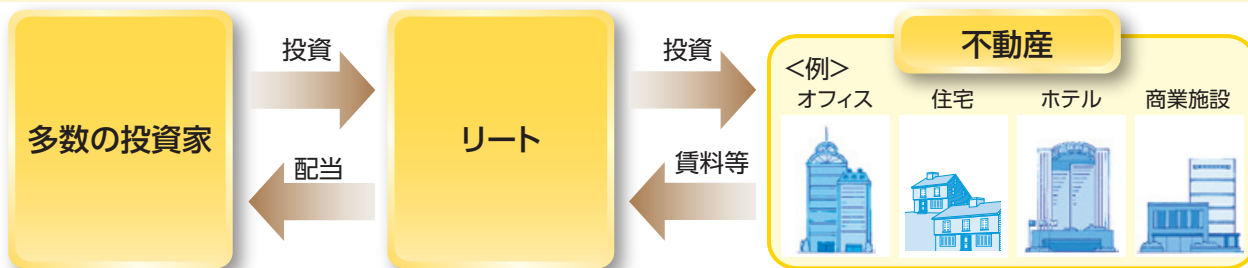 多数の投資家
投資
配当
リート
投資
賃料等
不動産
<例>
オフィス
住宅
ホテル
商業施設